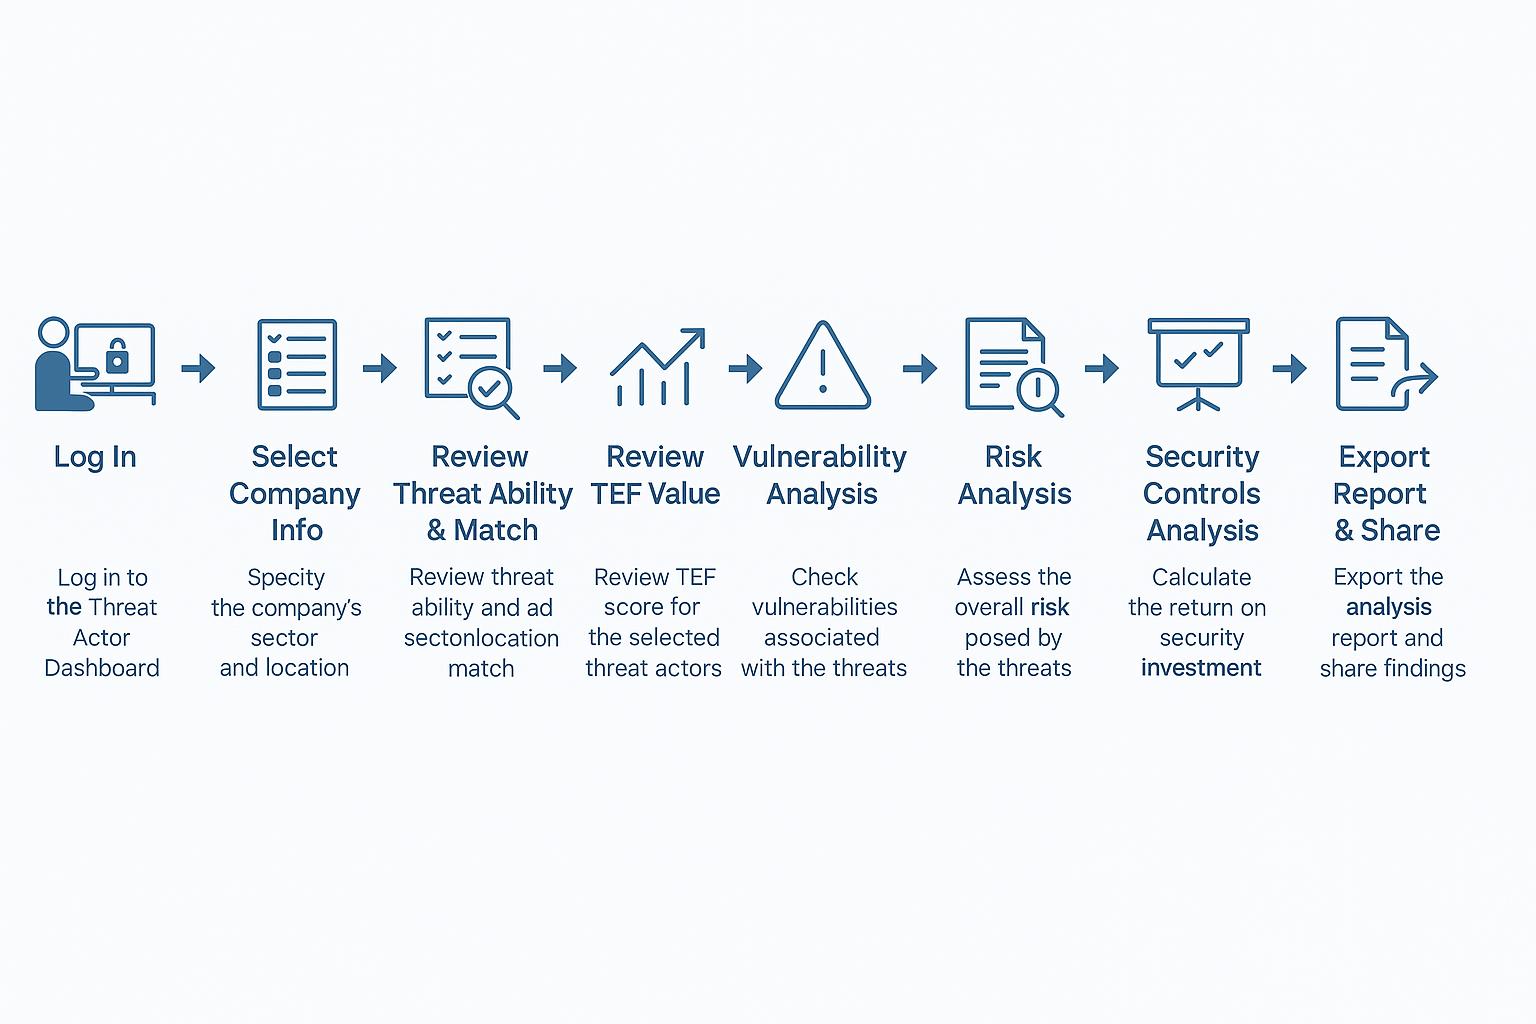 Log In
Select
Company
Info
Review
Threat Ability
& Match
Review
TEF Value
Vulnerability
Analysis
Risk
Analysis
Security
Controls
Analysis
Export
Report
& Share
Log in to
the Threat
Actor
Dashboard
Specity
the company's
sector
and location
Review threat
ability and ad
sectonlocation
match
Review TEF
score for
the selected
threat actors
Check
vulnerabilities
associated
with the threats
Assess the
overall risk
posed by
the threats
Calculate
the return on
security
investment
Export the
analysis
report and
share findings